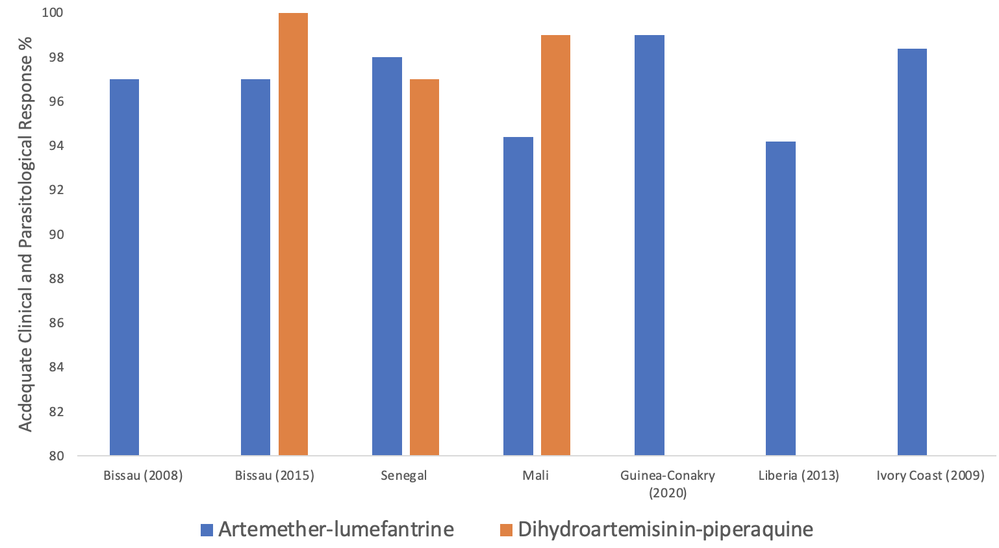 Acdequate Clinical and Parasitological Response %
100
98
96
94
92
90
88
86
84
82
80
Bissau (2008)
Bissau (2015)
Senegal
Mali
Guinea-Conakry
(2020)
Liberia (2013)
Ivory Coast (2009)
Artemether-lumefantrine
Dihydroartemisinin-piperaquine